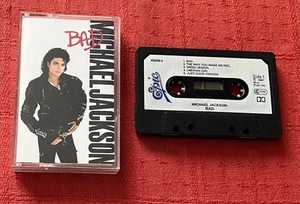 BAD
MICHAEL JACKSON
1. BAD
2. THE WAY YOU MAKE ME FEEL
3. SPEED DEMON
4. LIBERIAN GIRL
5. JUST GOOD FRIENDS
Epic
MICHAEL JACKSON
BAD